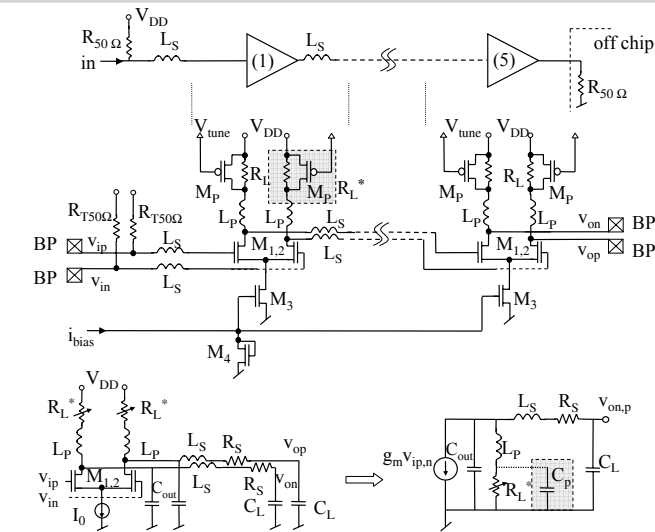 V_DD
R_50 Ω
L_S
in
(1)
L_S
(5)
off chip
R_50 Ω
V_tune
V_DD
R_L
M_P
M_P
R_L*
L_P
L_P
V_tune
V_DD
M_P
R_L
M_P
L_P
L_P
R_T50Ω
R_T50Ω
L_S
L_S
BP
v_ip
L_S
M_1,2
BP
v_in
L_S
M_3
v_on
BP
v_op
BP
M_1,2
M_3
i_bias
M_4
V_DD
R_L*
R_L*
L_P
L_P
L_S
R_S
v_op
v_ip
M_1,2
v_in
C_out
L_S
R_S
v_on
C_L
C_L
I_0
L_S
R_S
v_on,p
g_m v_ip,n
C_out
L_P
R_L*
C_p
C_L